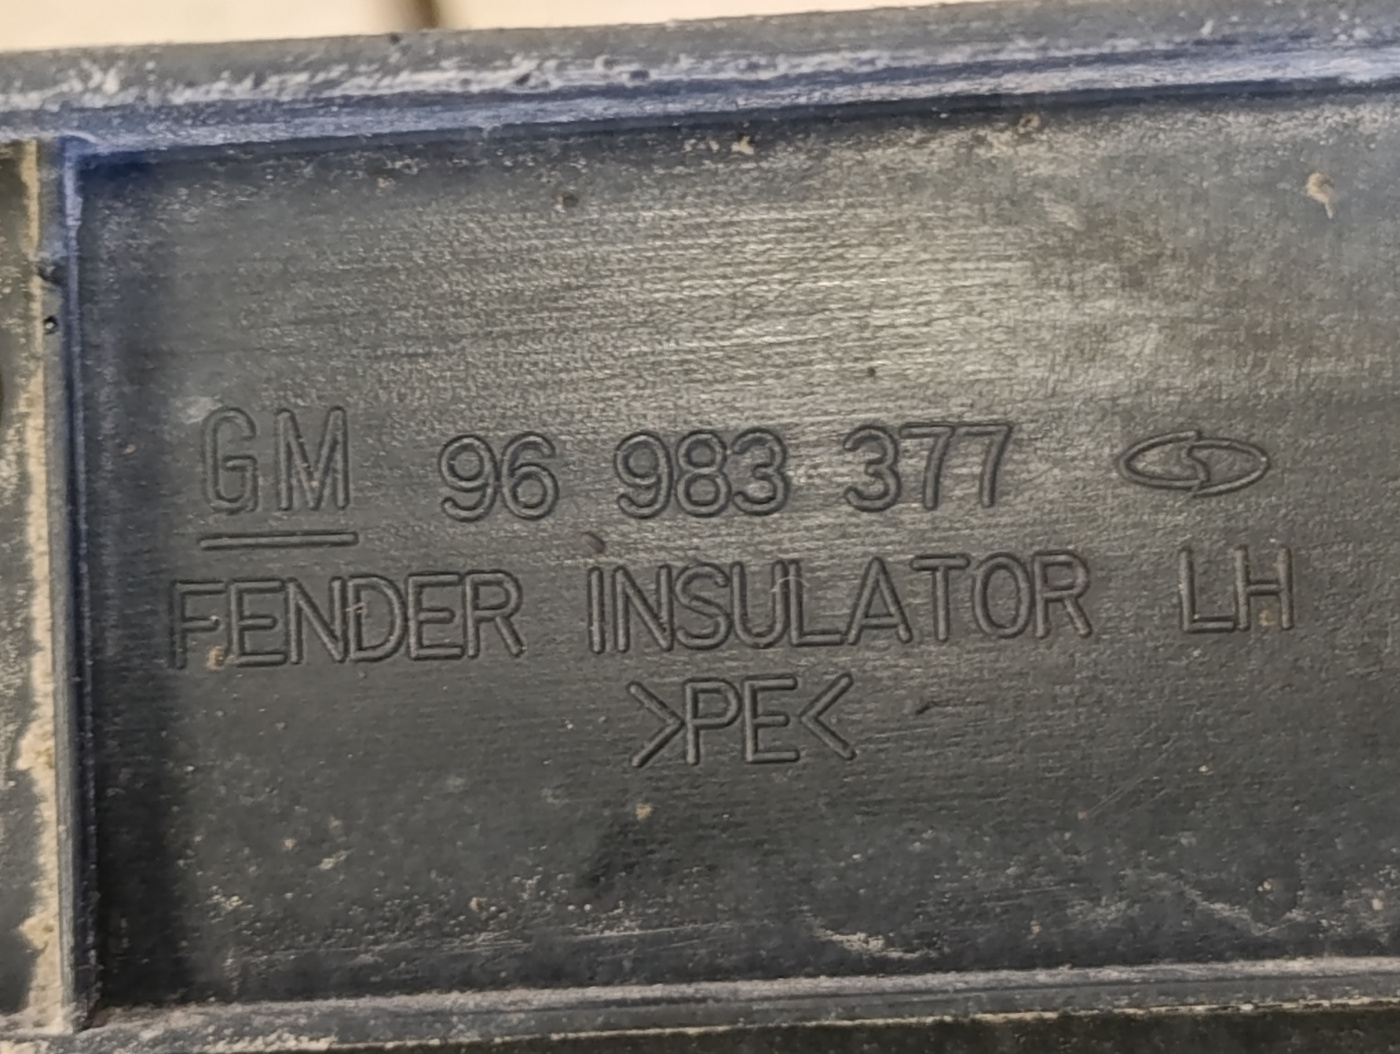 GM 96 983 377
FENDER INSULATOR LH
>PE<